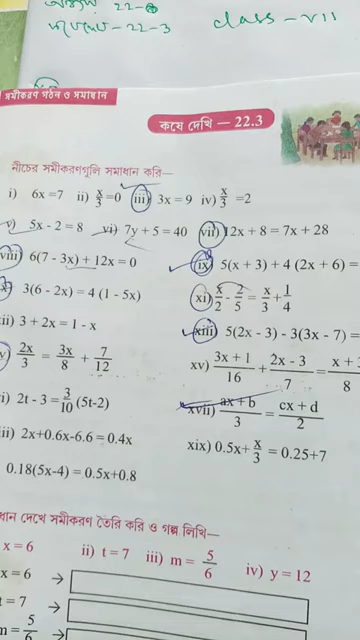 22-3 class-VII
সমীকরণ গঠন ও সমাধান
কষে দেখি — 22.3
নীচের সমীকরণগুলি সমাধান করি—
i) 6x=7 ii) x/3=0 iii) 3x = 9 iv) x/3 =2
v) 5x - 2 = 8 vi) 7y + 5 = 40 vii) 12x + 8 = 7x + 28
viii) 6(7 - 3x) + 12x = 0 ix) 5(x + 3) + 4 (2x + 6) =
x) 3(6 - 2x) = 4 (1 - 5x) xi) x/2 - 2/5 = x/3 + 1/4
ii) 3 + 2x = 1 - x xiii) 5(2x - 3) - 3(3x - 7) =
v) 2x/3 = 3x/8 + 7/12 xv) (3x + 1)/16 + (2x - 3)/7 = (x + 3)/8
i) 2t - 3 = 3/10 (5t-2) xvii) (ax + b)/3 = (cx + d)/2
iii) 2x+0.6x-6.6 = 0.4x xix) 0.5x+ x/3 = 0.25+7
0.18(5x-4) = 0.5x+0.8
ধান দেখে সমীকরণ তৈরি করি ও গল্প লিখি—
x = 6 ii) t = 7 iii) m = 5/6 iv) y = 12
x = 6 →
t = 7 →
m = 5/6 →